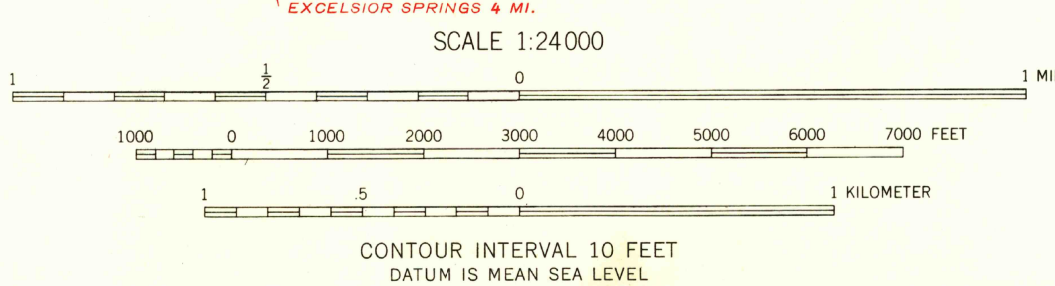 EXCELSIOR SPRINGS 4 MI.
SCALE 1:24000
1 1/2 0 1
1000 0 1000 2000 3000 4000 5000 6000 7000 FEET
1 .5 0 1 KILOMETER
CONTOUR INTERVAL 10 FEET
DATUM IS MEAN SEA LEVEL